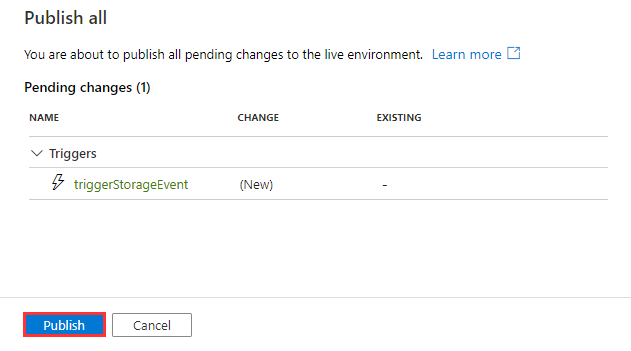 Publish all
You are about to publish all pending changes to the live environment. Learn more
Pending changes (1)
NAME CHANGE EXISTING
Triggers
triggerStorageEvent (New) -
Publish Cancel